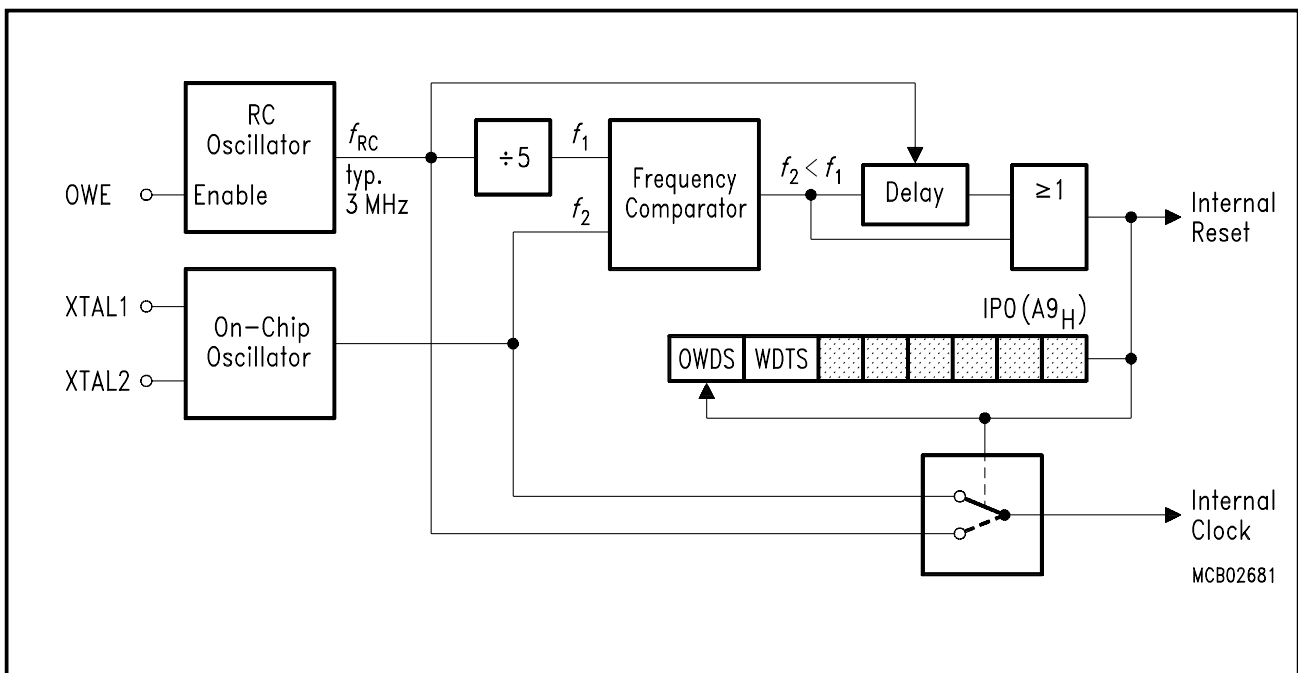 RC
Oscillator
Enable
OWE
f_RC
typ.
3 MHz
÷5
f_1
f_2
Frequency
Comparator
f_2 < f_1
Delay
≥1
Internal
Reset
XTAL1
XTAL2
On-Chip
Oscillator
IP0 (A9_H)
OWDS
WDTS
Internal
Clock
MCB02681